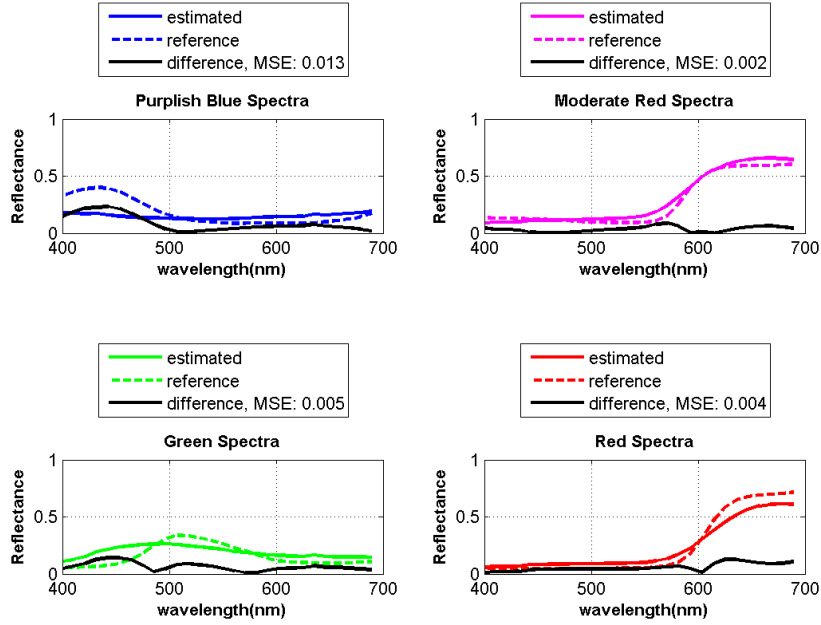 estimated
reference
difference, MSE: 0.013
Purplish Blue Spectra
Reflectance
1
0.5
0
400
500
600
700
wavelength(nm)
estimated
reference
difference, MSE: 0.002
Moderate Red Spectra
Reflectance
1
0.5
0
400
500
600
700
wavelength(nm)
estimated
reference
difference, MSE: 0.005
Green Spectra
Reflectance
1
0.5
0
400
500
600
700
wavelength(nm)
estimated
reference
difference, MSE: 0.004
Red Spectra
Reflectance
1
0.5
0
400
500
600
700
wavelength(nm)